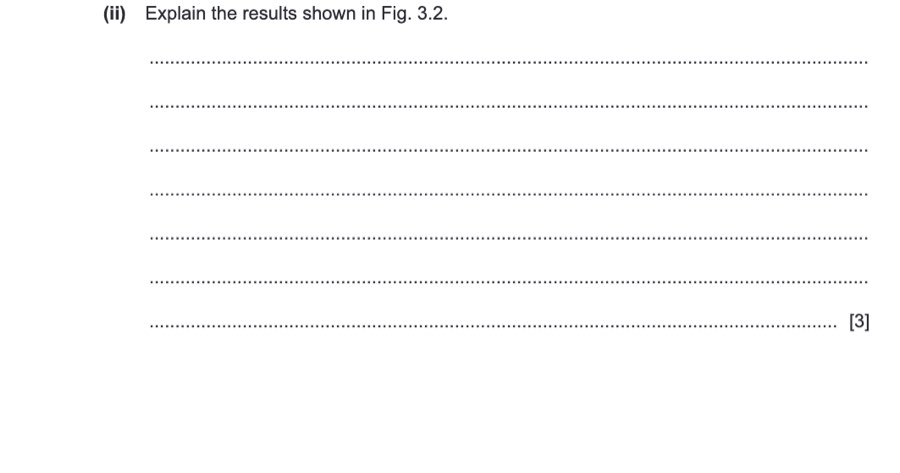 (ii) Explain the results shown in Fig. 3.2.
[3]